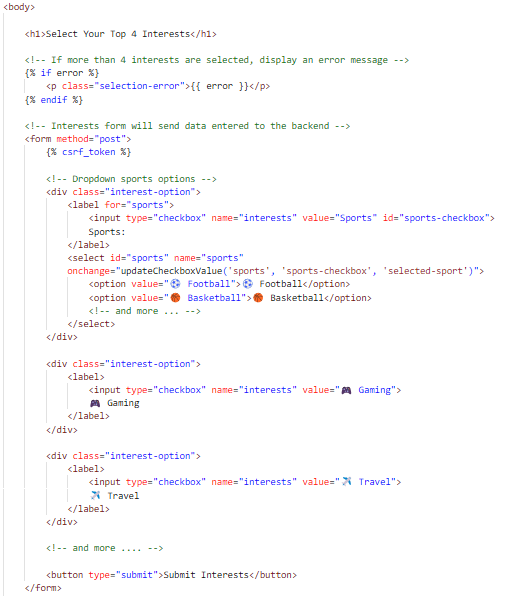 <body>
<h1>Select Your Top 4 Interests</h1>
<!-- If more than 4 interests are selected, display an error message -->
{% if error %}
<p class="selection-error">{{ error }}</p>
{% endif %}
<!-- Interests form will send data entered to the backend -->
<form method="post">
{% csrf_token %}
<!-- Dropdown sports options -->
<div class="interest-option">
<label for="sports">
<input type="checkbox" name="interests" value="Sports" id="sports-checkbox">
Sports:
</label>
<select id="sports" name="sports"
onchange="updateCheckboxValue('sports', 'sports-checkbox', 'selected-sport')">
<option value="⚽ Football">⚽ Football</option>
<option value="🏀 Basketball">🏀 Basketball</option>
<!-- and more ... -->
</select>
</div>
<div class="interest-option">
<label>
<input type="checkbox" name="interests" value="🎮 Gaming">
🎮 Gaming
</label>
</div>
<div class="interest-option">
<label>
<input type="checkbox" name="interests" value="✈️ Travel">
✈️ Travel
</label>
</div>
<!-- and more .... -->
<button type="submit">Submit Interests</button>
</form>